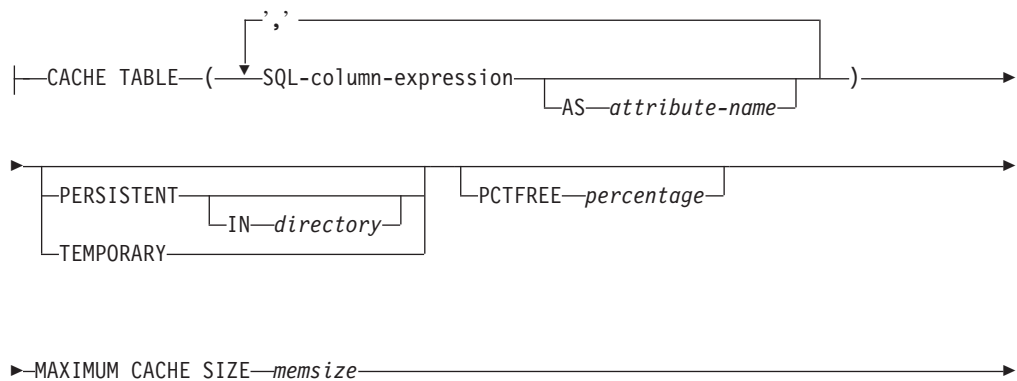 ','
CACHE TABLE ( SQL-column-expression )
AS attribute-name
PERSISTENT PCTFREE percentage
IN directory
TEMPORARY
MAXIMUM CACHE SIZE memsize